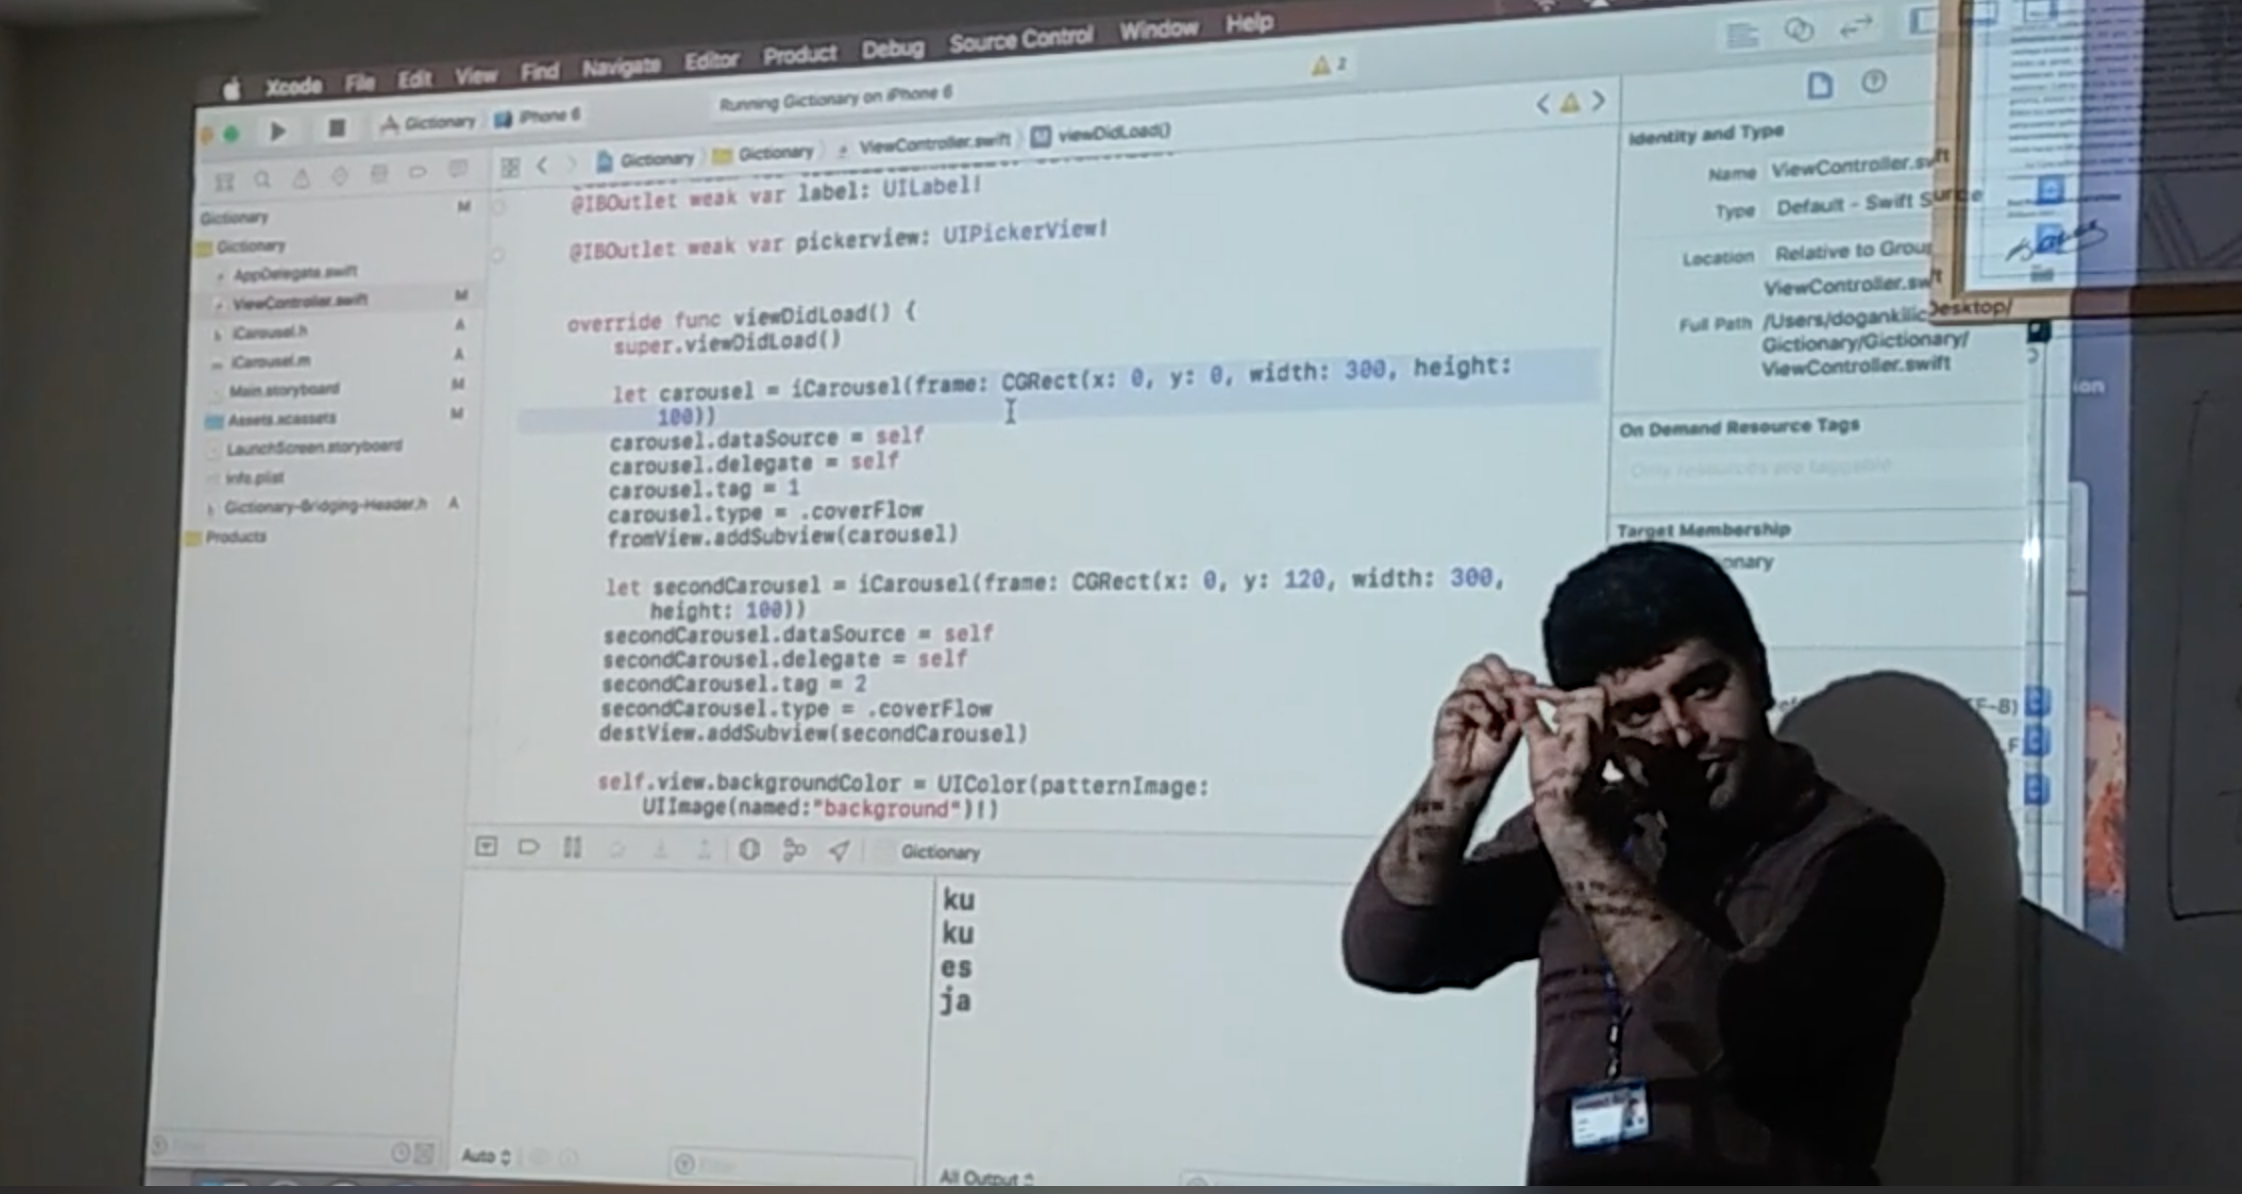 Xcode File Edit View Find Navigate Editor Product Debug Source Control Window Help
Gictionary iPhone 6
Running Gictionary on iPhone 6
2
Gictionary Gictionary ViewController.swift viewDidLoad()
Gictionary M
Gictionary
AppDelegate.swift
ViewController.swift M
iCarousel.h A
iCarousel.m A
Main.storyboard M
Assets.xcassets M
LaunchScreen.storyboard
Info.plist
Gictionary-Bridging-Header.h A
Products
@IBOutlet weak var label: UILabel!
@IBOutlet weak var pickerview: UIPickerView!
override func viewDidLoad() {
super.viewDidLoad()
let carousel = iCarousel(frame: CGRect(x: 0, y: 0, width: 300, height:
100))
carousel.dataSource = self
carousel.delegate = self
carousel.tag = 1
carousel.type = .coverFlow
fromView.addSubview(carousel)
let secondCarousel = iCarousel(frame: CGRect(x: 0, y: 120, width: 300,
height: 100))
secondCarousel.dataSource = self
secondCarousel.delegate = self
secondCarousel.tag = 2
secondCarousel.type = .coverFlow
destView.addSubview(secondCarousel)
self.view.backgroundColor = UIColor(patternImage:
UIImage(named:"background")!)
Gictionary
ku
ku
es
ja
Auto
Filter
All Output
Identity and Type
Name ViewController.swift
Type Default - Swift
Location Relative to Group
ViewController.swift
Full Path /Users/dogankilic/Desktop/
Gictionary/Gictionary/
ViewController.swift
On Demand Resource Tags
Only resources are taggable
Target Membership